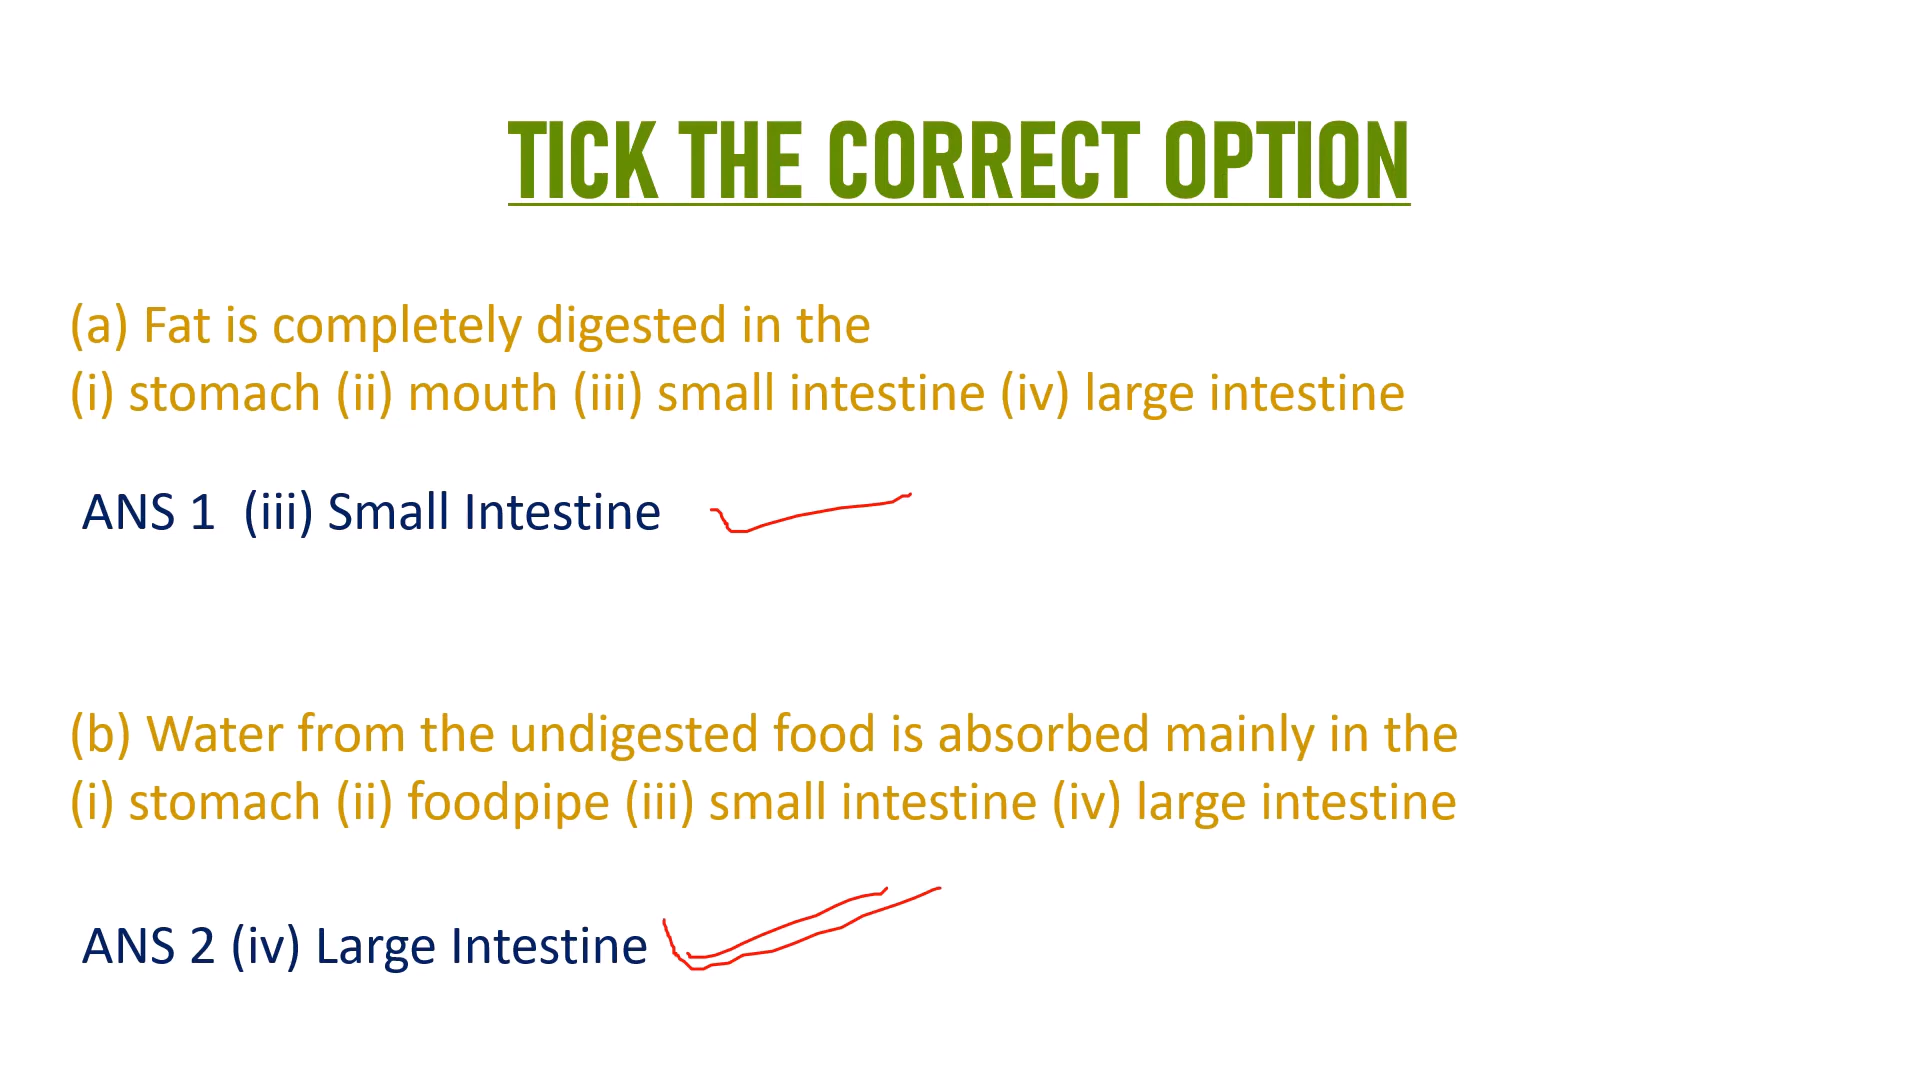 TICK THE CORRECT OPTION
(a) Fat is completely digested in the
(i) stomach (ii) mouth (iii) small intestine (iv) large intestine
ANS 1 (iii) Small Intestine
(b) Water from the undigested food is absorbed mainly in the
(i) stomach (ii) foodpipe (iii) small intestine (iv) large intestine
ANS 2 (iv) Large Intestine